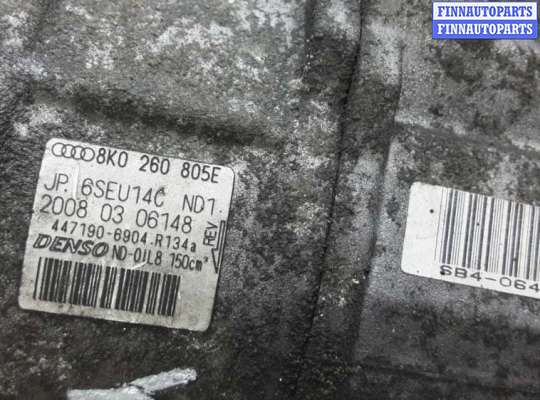 FINNAUTOPARTS
FINNAUTOPARTS
8K0 260 805E
JP. 6SEU14C ND1.
2008 03 06148
447190-6904 R134a
REV
DENSO ND-OIL8 150cm³
SB4-064